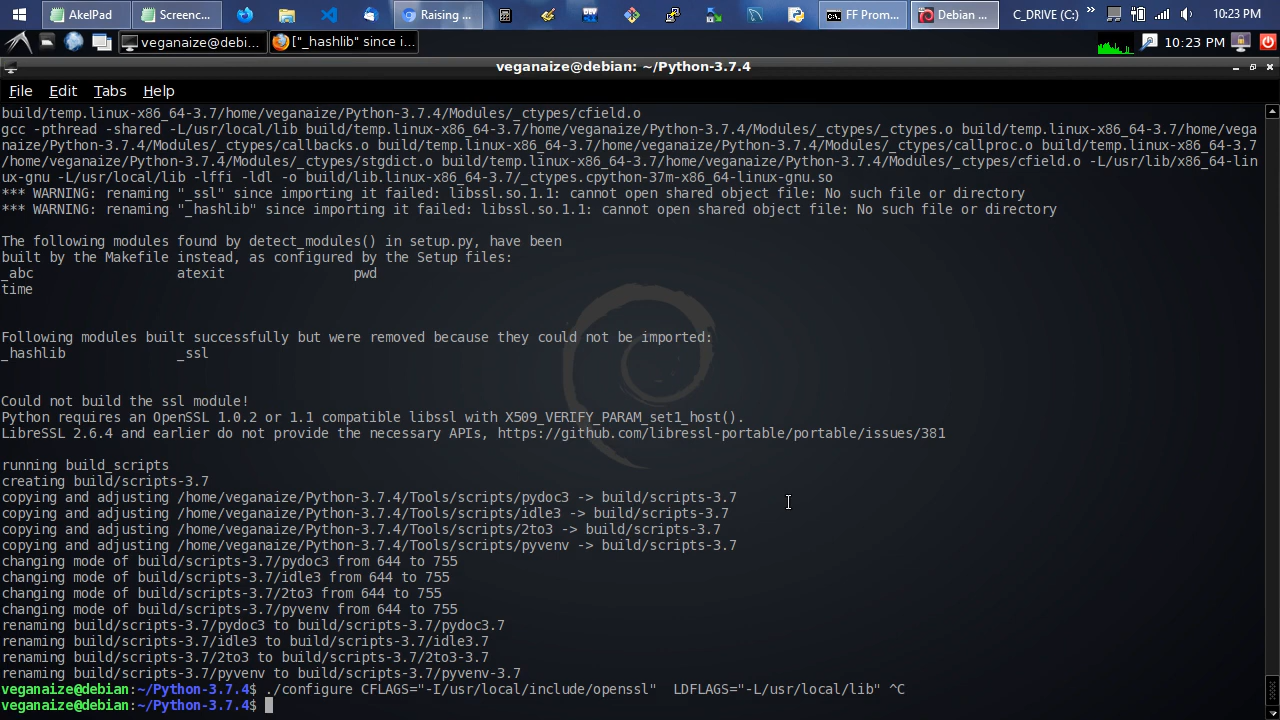 AkelPad
Screenc...
Raising ...
FF Prom...
Debian ...
C_DRIVE (C:)
»
10:23 PM
veganaize@debi...
["_hashlib" since i...
10:23 PM
veganaize@debian: ~/Python-3.7.4
File Edit Tabs Help
build/temp.linux-x86_64-3.7/home/veganaize/Python-3.7.4/Modules/_ctypes/cfield.o
gcc -pthread -shared -L/usr/local/lib build/temp.linux-x86_64-3.7/home/veganaize/Python-3.7.4/Modules/_ctypes/_ctypes.o build/temp.linux-x86_64-3.7/home/vega
naize/Python-3.7.4/Modules/_ctypes/callbacks.o build/temp.linux-x86_64-3.7/home/veganaize/Python-3.7.4/Modules/_ctypes/callproc.o build/temp.linux-x86_64-3.7
/home/veganaize/Python-3.7.4/Modules/_ctypes/stgdict.o build/temp.linux-x86_64-3.7/home/veganaize/Python-3.7.4/Modules/_ctypes/cfield.o -L/usr/lib/x86_64-lin
ux-gnu -L/usr/local/lib -lffi -ldl -o build/lib.linux-x86_64-3.7/_ctypes.cpython-37m-x86_64-linux-gnu.so
*** WARNING: renaming "_ssl" since importing it failed: libssl.so.1.1: cannot open shared object file: No such file or directory
*** WARNING: renaming "_hashlib" since importing it failed: libssl.so.1.1: cannot open shared object file: No such file or directory
The following modules found by detect_modules() in setup.py, have been
built by the Makefile instead, as configured by the Setup files:
_abc atexit pwd
time
Following modules built successfully but were removed because they could not be imported:
_hashlib _ssl
Could not build the ssl module!
Python requires an OpenSSL 1.0.2 or 1.1 compatible libssl with X509_VERIFY_PARAM_set1_host().
LibreSSL 2.6.4 and earlier do not provide the necessary APIs, https://github.com/libressl-portable/portable/issues/381
running build_scripts
creating build/scripts-3.7
copying and adjusting /home/veganaize/Python-3.7.4/Tools/scripts/pydoc3 -> build/scripts-3.7
copying and adjusting /home/veganaize/Python-3.7.4/Tools/scripts/idle3 -> build/scripts-3.7
copying and adjusting /home/veganaize/Python-3.7.4/Tools/scripts/2to3 -> build/scripts-3.7
copying and adjusting /home/veganaize/Python-3.7.4/Tools/scripts/pyvenv -> build/scripts-3.7
changing mode of build/scripts-3.7/pydoc3 from 644 to 755
changing mode of build/scripts-3.7/idle3 from 644 to 755
changing mode of build/scripts-3.7/2to3 from 644 to 755
changing mode of build/scripts-3.7/pyvenv from 644 to 755
renaming build/scripts-3.7/pydoc3 to build/scripts-3.7/pydoc3.7
renaming build/scripts-3.7/idle3 to build/scripts-3.7/idle3.7
renaming build/scripts-3.7/2to3 to build/scripts-3.7/2to3-3.7
renaming build/scripts-3.7/pyvenv to build/scripts-3.7/pyvenv-3.7
veganaize@debian:~/Python-3.7.4$ ./configure CFLAGS="-I/usr/local/include/openssl"  LDFLAGS="-L/usr/local/lib" ^C
veganaize@debian:~/Python-3.7.4$